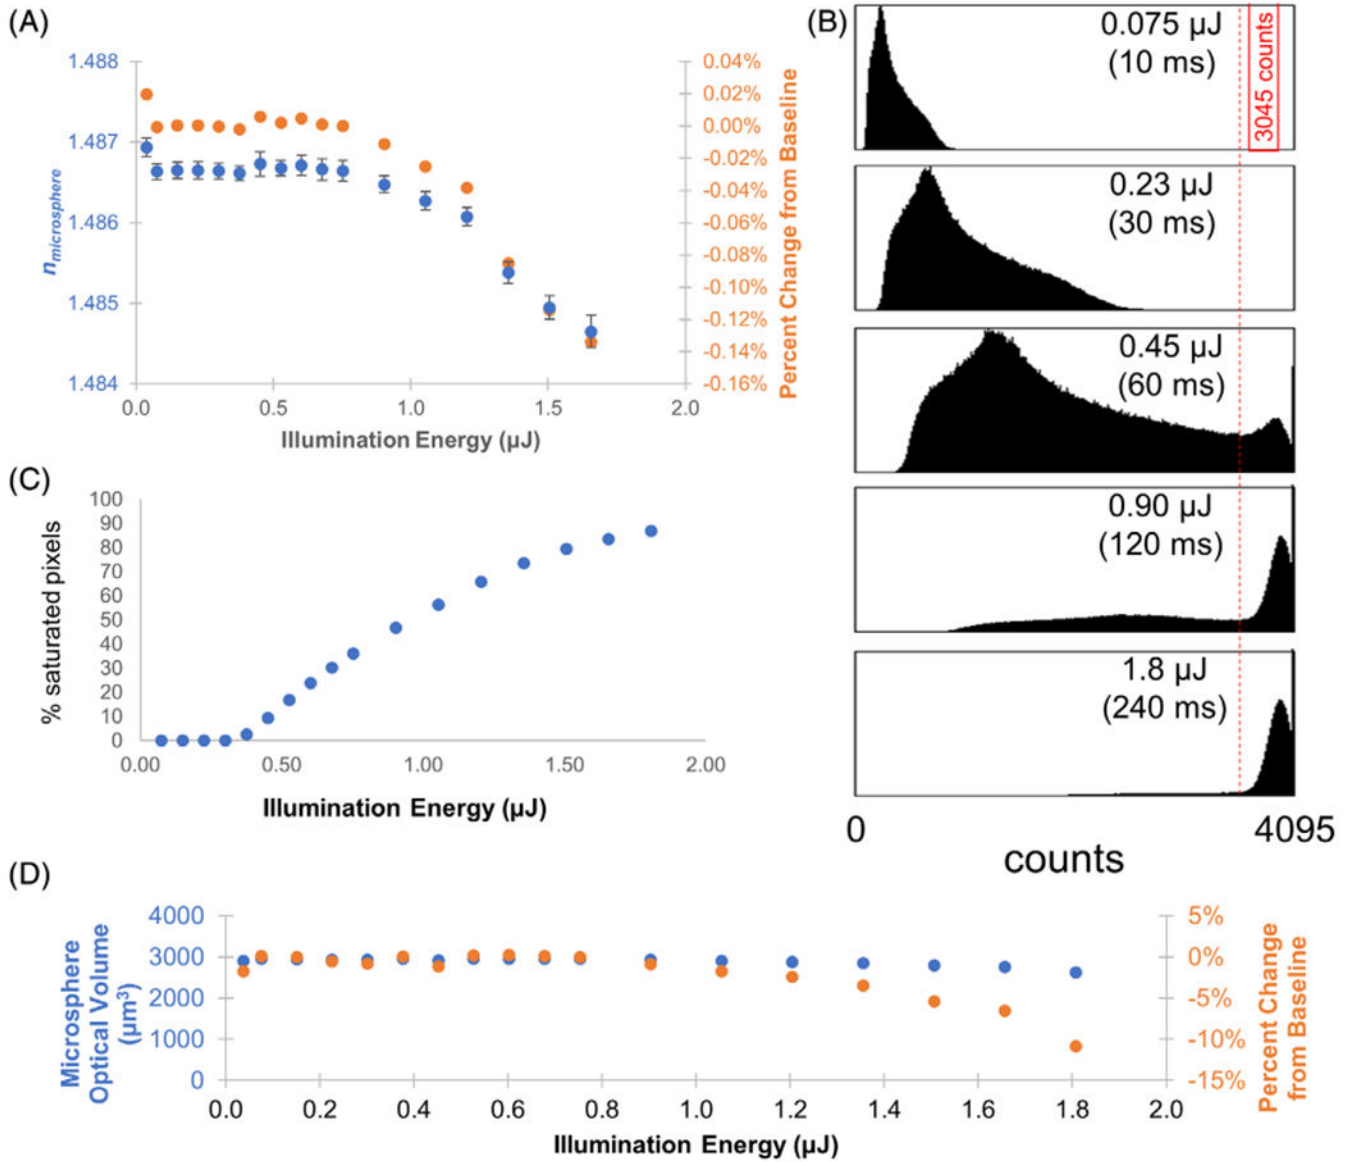 (A)
1.488
1.487
1.486
1.485
1.484
n microsphere
0.04%
0.02%
0.00%
-0.02%
-0.04%
-0.06%
-0.08%
-0.10%
-0.12%
-0.14%
-0.16%
Percent Change from Baseline
0.0 0.5 1.0 1.5 2.0
Illumination Energy (µJ)
(B)
0.075 µJ
(10 ms)
3045 counts
0.23 µJ
(30 ms)
0.45 µJ
(60 ms)
0.90 µJ
(120 ms)
1.8 µJ
(240 ms)
0 4095
counts
(C)
100
90
80
70
60
50
40
30
20
10
0
% saturated pixels
0.00 0.50 1.00 1.50 2.00
Illumination Energy (µJ)
(D)
Microsphere
Optical Volume
(µm³)
4000
3000
2000
1000
0
5%
0%
-5%
-10%
-15%
Percent Change
from Baseline
0.0 0.2 0.4 0.6 0.8 1.0 1.2 1.4 1.6 1.8 2.0
Illumination Energy (µJ)